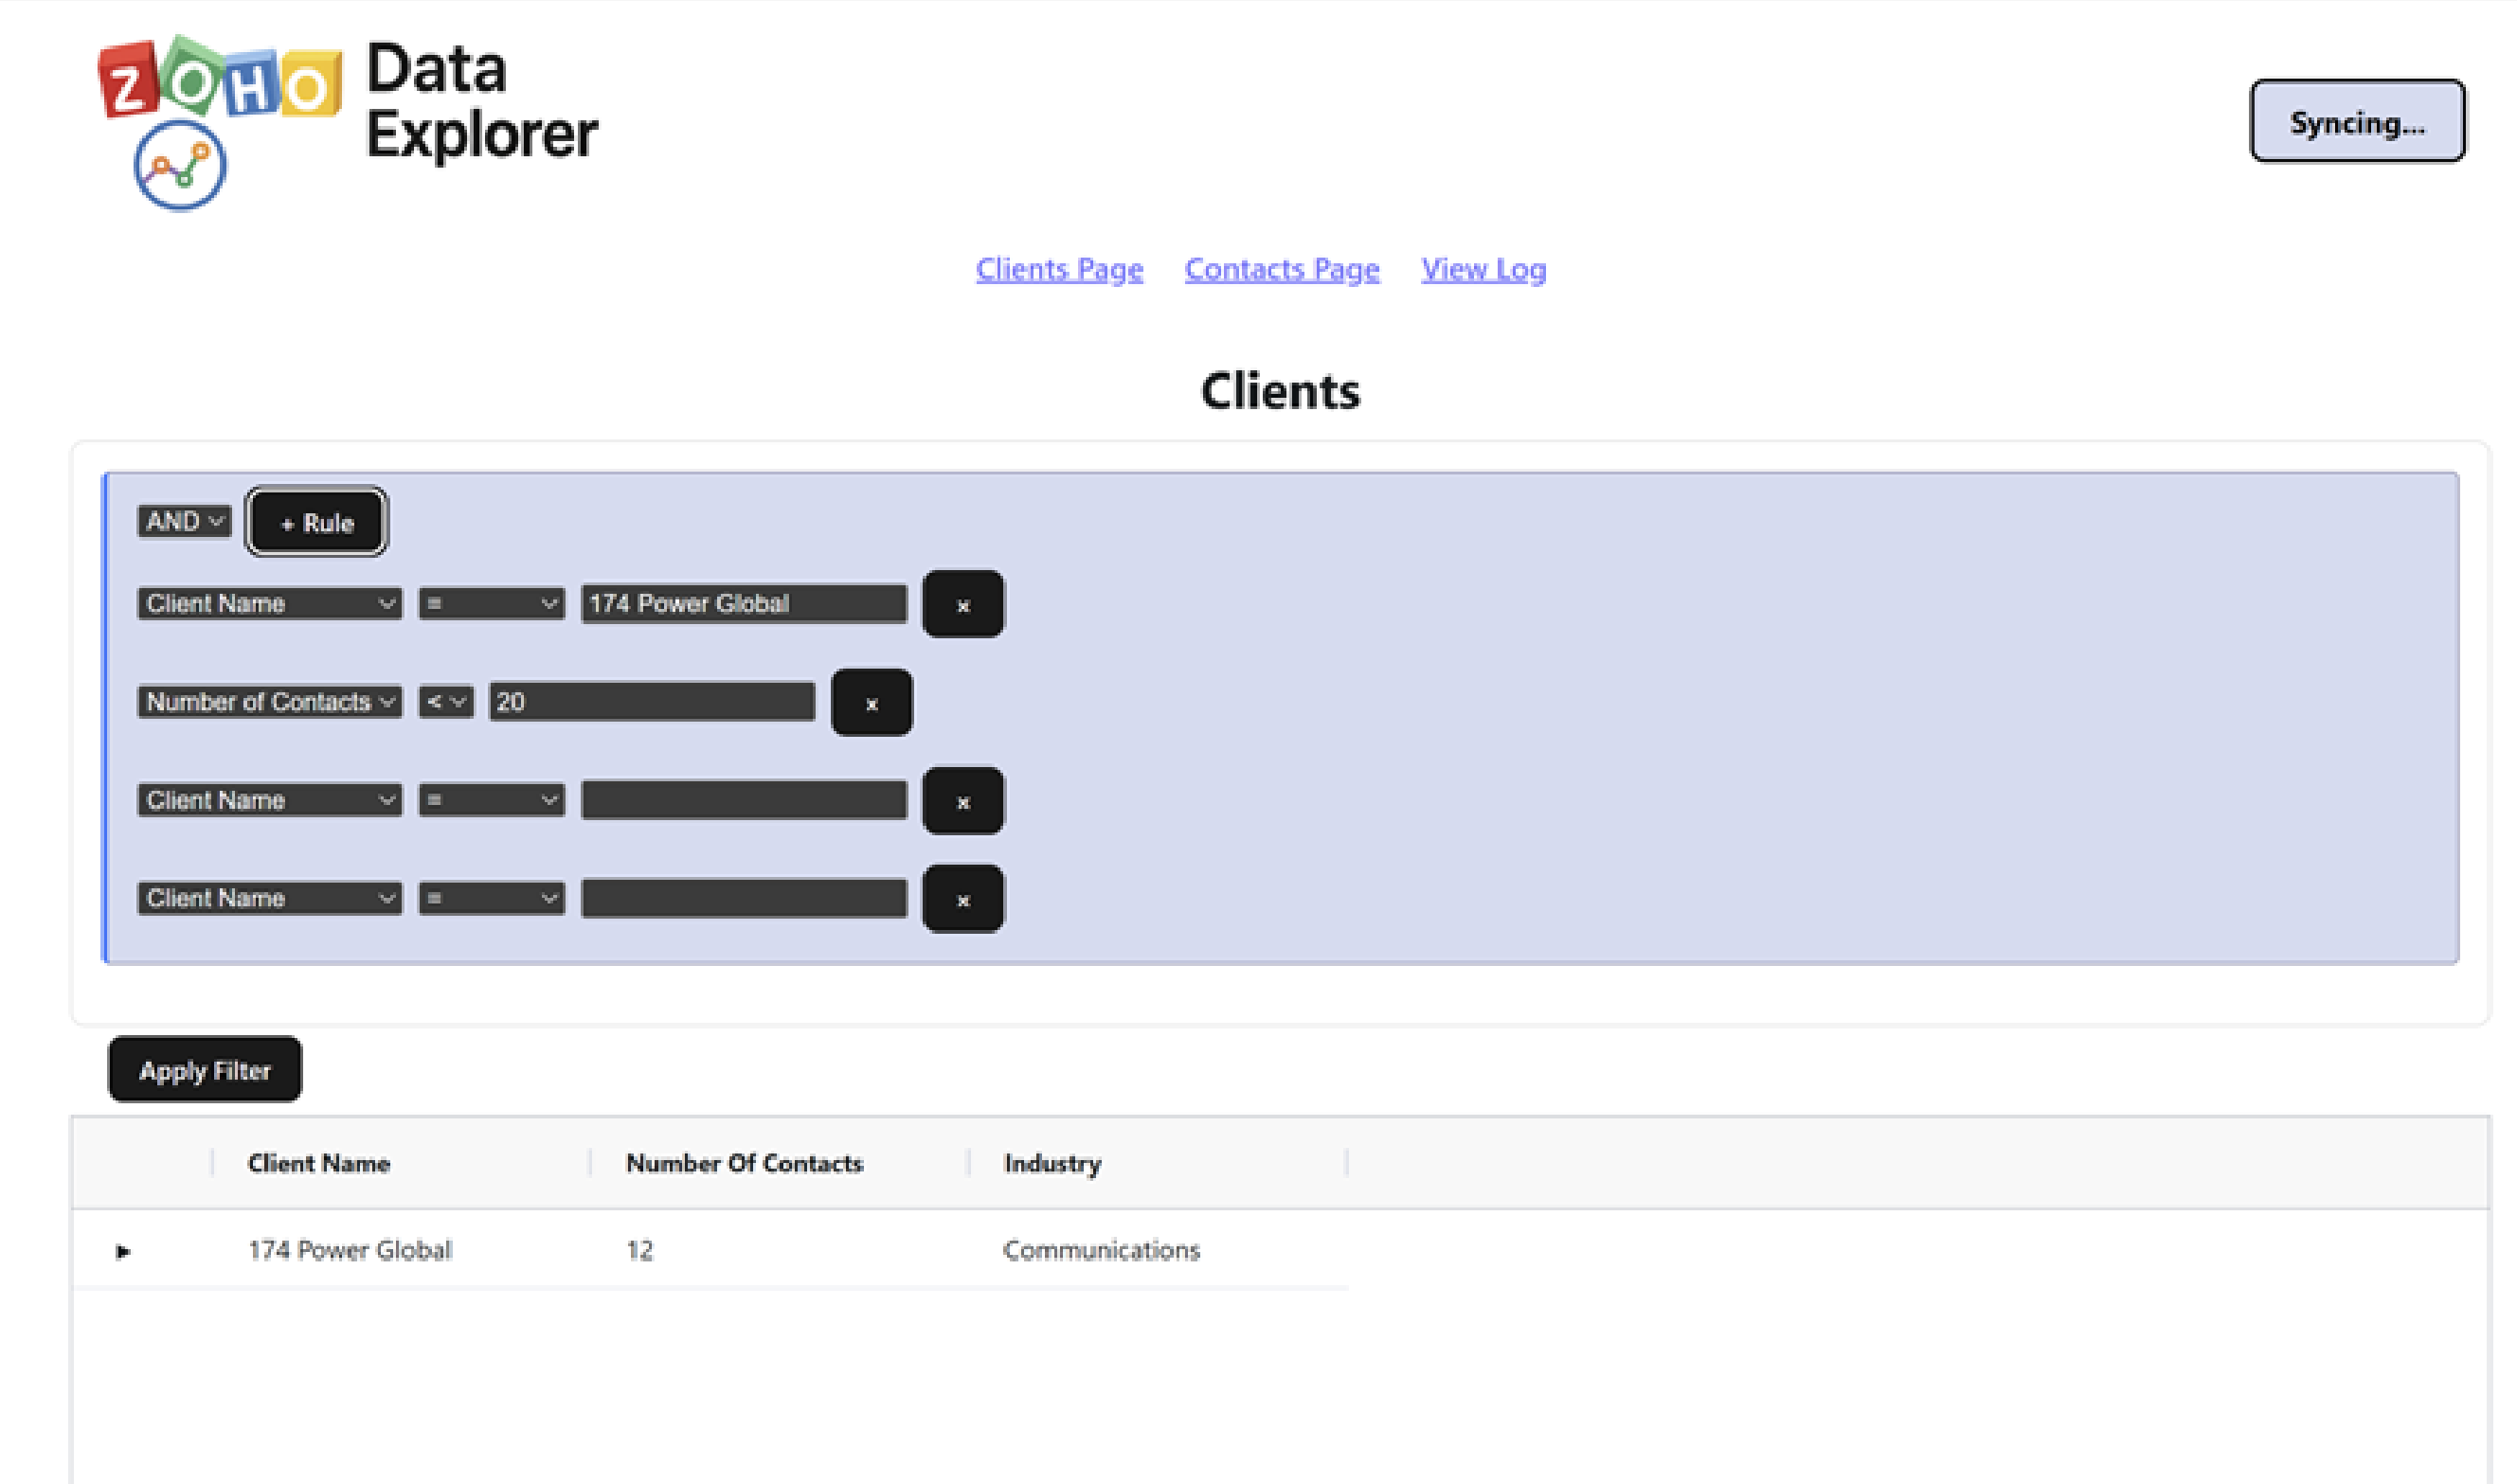 ZOHO Data
Explorer
Syncing...
Clients Page Contacts Page View Log
Clients
AND + Rule
Client Name = 174 Power Global x
Number of Contacts < 20 x
Client Name = x
Client Name = x
Apply Filter
Client Name Number Of Contacts Industry
174 Power Global 12 Communications